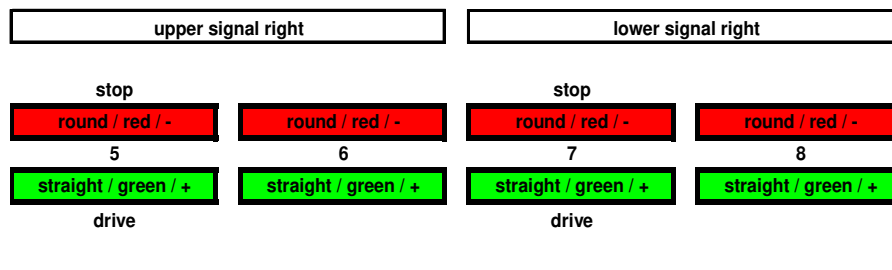 upper signal right lower signal right
stop stop
round / red / - round / red / - round / red / - round / red / -
5 6 7 8
straight / green / + straight / green / + straight / green / + straight / green / +
drive drive